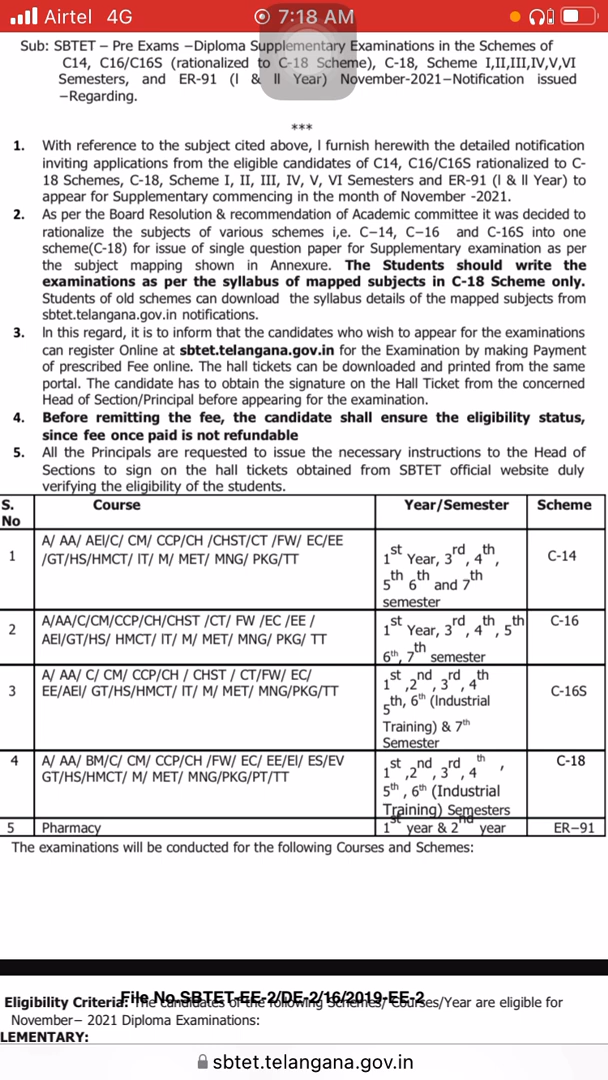 Airtel 4G 7:18 AM
Sub: SBTET – Pre Exams –Diploma Supplementary Examinations in the Schemes of
C14, C16/C16S (rationalized to C-18 Scheme), C-18, Scheme I,II,III,IV,V,VI
Semesters, and ER-91 (I & II Year) November-2021–Notification issued
–Regarding.
***
1. With reference to the subject cited above, I furnish herewith the detailed notification
inviting applications from the eligible candidates of C14, C16/C16S rationalized to C-
18 Schemes, C-18, Scheme I, II, III, IV, V, VI Semesters and ER-91 (I & II Year) to
appear for Supplementary commencing in the month of November -2021.
2. As per the Board Resolution & recommendation of Academic committee it was decided to
rationalize the subjects of various schemes i,e. C–14, C–16 and C-16S into one
scheme(C-18) for issue of single question paper for Supplementary examination as per
the subject mapping shown in Annexure. The Students should write the
examinations as per the syllabus of mapped subjects in C-18 Scheme only.
Students of old schemes can download the syllabus details of the mapped subjects from
sbtet.telangana.gov.in notifications.
3. In this regard, it is to inform that the candidates who wish to appear for the examinations
can register Online at sbtet.telangana.gov.in for the Examination by making Payment
of prescribed Fee online. The hall tickets can be downloaded and printed from the same
portal. The candidate has to obtain the signature on the Hall Ticket from the concerned
Head of Section/Principal before appearing for the examination.
4. Before remitting the fee, the candidate shall ensure the eligibility status,
since fee once paid is not refundable
5. All the Principals are requested to issue the necessary instructions to the Head of
Sections to sign on the hall tickets obtained from SBTET official website duly
verifying the eligibility of the students.
S. No Course Year/Semester Scheme
1 A/ AA/ AEI/C/ CM/ CCP/CH /CHST/CT /FW/ EC/EE
/GT/HS/HMCT/ IT/ M/ MET/ MNG/ PKG/TT
1st Year, 3rd, 4th,
5th 6th and 7th
semester
C-14
2 A/AA/C/CM/CCP/CH/CHST /CT/ FW /EC /EE /
AEI/GT/HS/ HMCT/ IT/ M/ MET/ MNG/ PKG/ TT
1st Year, 3rd, 4th, 5th
6th, 7th semester
C-16
3 A/ AA/ C/ CM/ CCP/CH / CHST / CT/FW/ EC/
EE/AEI/ GT/HS/HMCT/ IT/ M/ MET/ MNG/PKG/TT
1st ,2nd , 3rd , 4th
5th, 6th (Industrial
Training) & 7th
Semester
C-16S
4 A/ AA/ BM/C/ CM/ CCP/CH /FW/ EC/ EE/EI/ ES/EV
GT/HS/HMCT/ M/ MET/ MNG/PKG/PT/TT
1st ,2nd , 3rd , 4th ,
5th , 6th (Industrial
Training) Semesters
C-18
5 Pharmacy 1st year & 2nd year ER–91
The examinations will be conducted for the following Courses and Schemes:
File No.SBTET-EE-2/DE-2/16/2019-EE-2
Eligibility Criteria: The candidates of the following Schemes/ Courses/Year are eligible for
November– 2021 Diploma Examinations:
LEMENTARY:
sbtet.telangana.gov.in